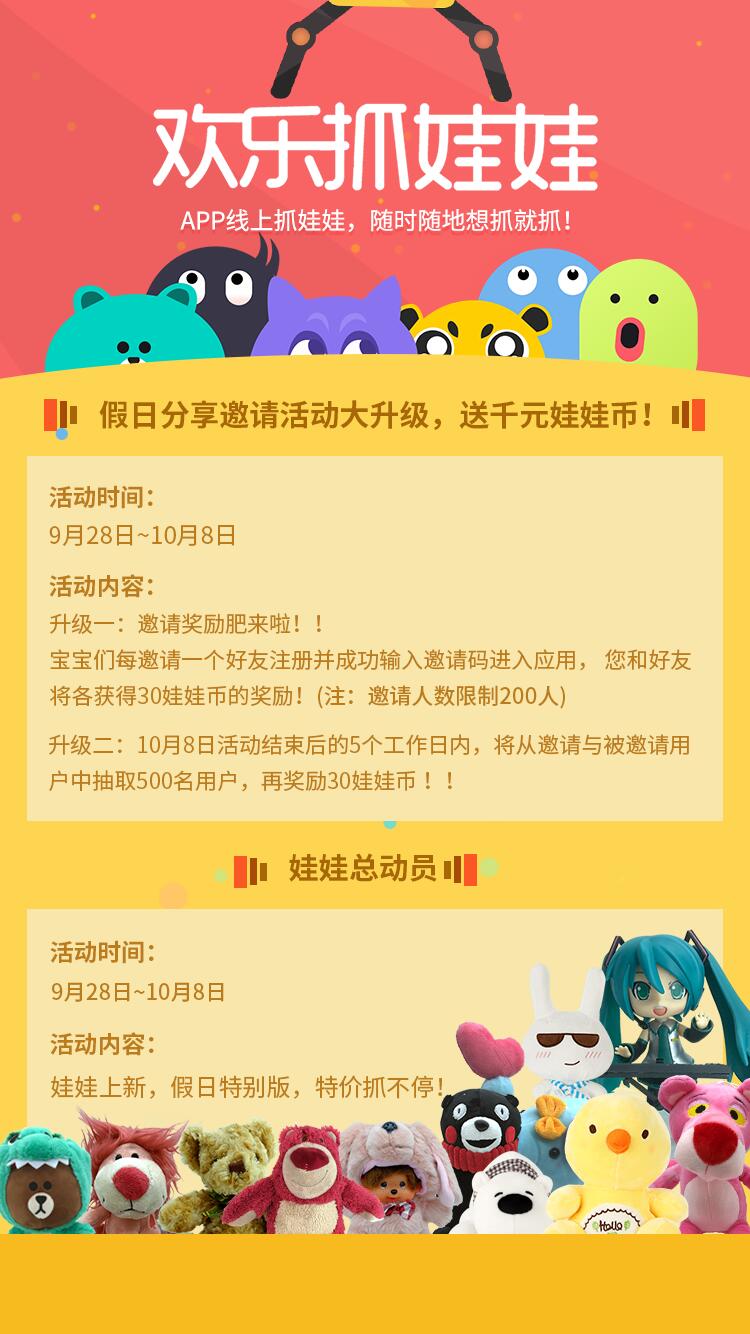 欢乐抓娃娃
APP线上抓娃娃，随时随地想抓就抓！
假日分享邀请活动大升级，送千元娃娃币！
活动时间：
9月28日~10月8日
活动内容：
升级一：邀请奖励肥来啦！！
宝宝们每邀请一个好友注册并成功输入邀请码进入应用， 您和好友
将各获得30娃娃币的奖励！(注：邀请人数限制200人)
升级二：10月8日活动结束后的5个工作日内，将从邀请与被邀请用
户中抽取500名用户，再奖励30娃娃币！！
娃娃总动员
活动时间：
9月28日~10月8日
活动内容：
娃娃上新，假日特别版，特价抓不停！
Hello